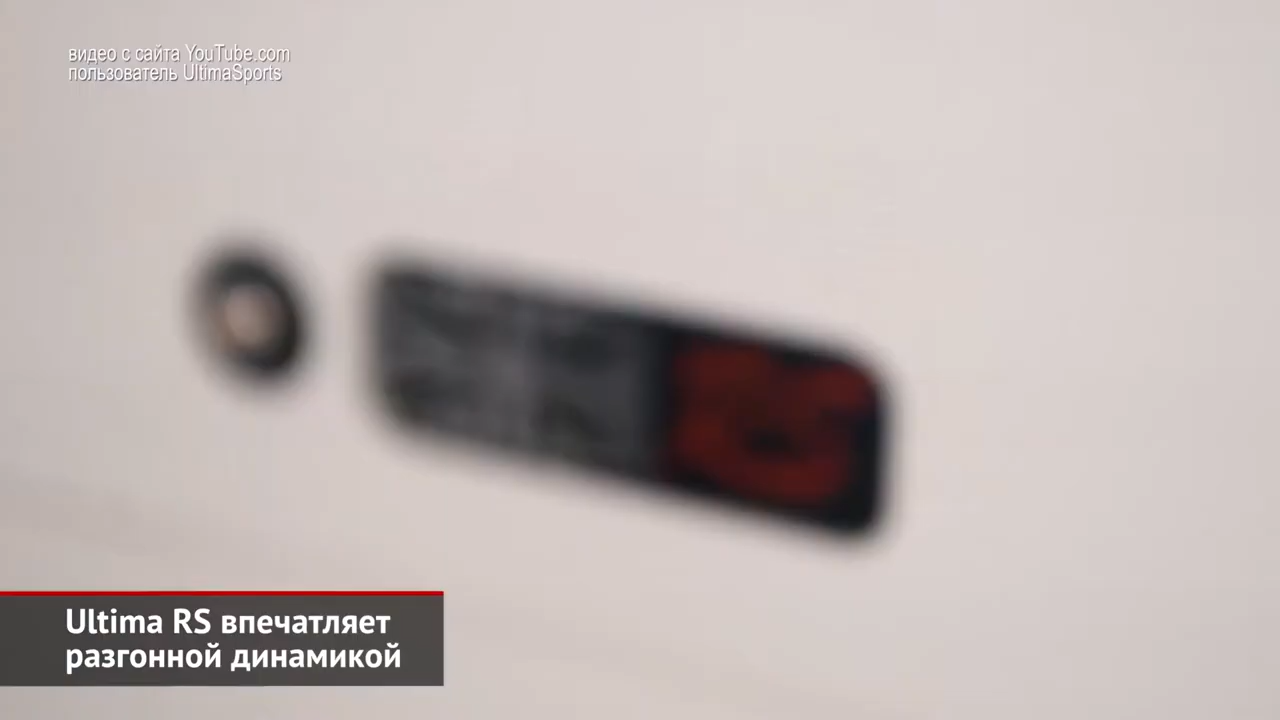 видео с сайта YouTube.com
пользователь UltimaSports
Ultima RS впечатляет
разгонной динамикой